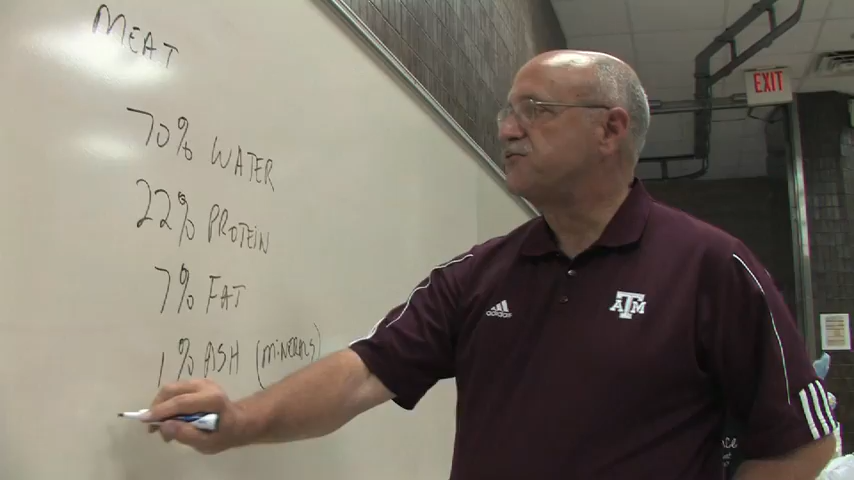 MEAT
70% WATER
22% PROTEIN
7% FAT
1% ASH (MINERALS)
EXIT
adidas
ATM